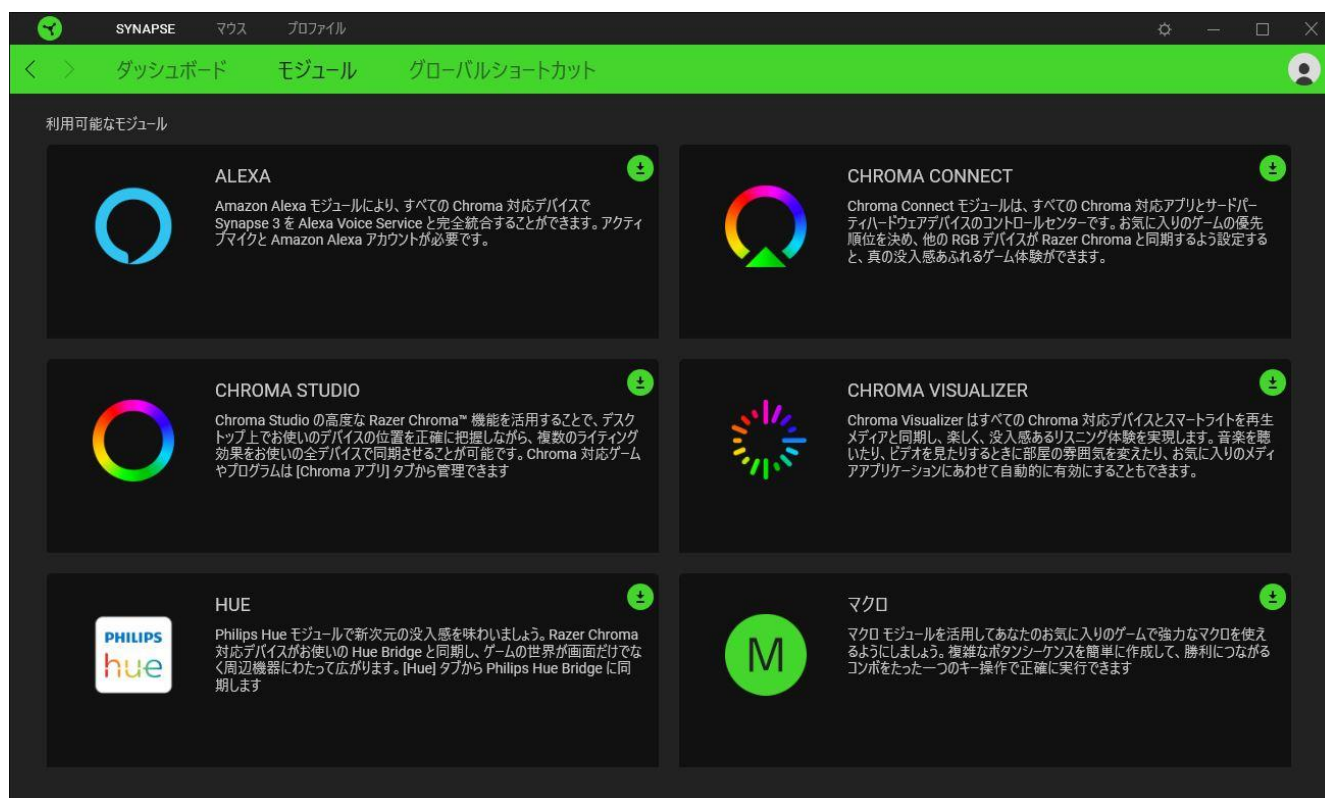 SYNAPSE マウス プロファイル
ダッシュボード モジュール グローバルショートカット
利用可能なモジュール
ALEXA
Amazon Alexa モジュールにより、すべての Chroma 対応デバイスで
Synapse 3 を Alexa Voice Service と完全統合することができます。アクティ
ブマイクと Amazon Alexa アカウントが必要です。
CHROMA CONNECT
Chroma Connect モジュールは、すべての Chroma 対応アプリとサードパー
ティハードウェアデバイスのコントロールセンターです。お気に入りのゲームの優先
順位を決め、他の RGB デバイスが Razer Chroma と同期するよう設定する
と、真の没入感あふれるゲーム体験ができます。
CHROMA STUDIO
Chroma Studio の高度な Razer Chroma™ 機能を活用することで、デスク
トップ上でお使いのデバイスの位置を正確に把握しながら、複数のライティング
効果をお使いの全デバイスで同期させることが可能です。Chroma 対応ゲーム
やプログラムは [Chroma アプリ] タブから管理できます
CHROMA VISUALIZER
Chroma Visualizer はすべての Chroma 対応デバイスとスマートライトを再生
メディアと同期し、楽しく、没入感あるリスニング体験を実現します。音楽を聴
いたり、ビデオを見たりするときに部屋の雰囲気を変えたり、お気に入りのメディ
アアプリケーションにあわせて自動的に有効にすることもできます。
PHILIPS
hue
HUE
Philips Hue モジュールで新次元の没入感を味わいましょう。Razer Chroma
対応デバイスがお使いの Hue Bridge と同期し、ゲームの世界が画面だけでな
く周辺機器にわたって広がります。[Hue] タブから Philips Hue Bridge に同
期します
M
マクロ
マクロ モジュールを活用してあなたのお気に入りのゲームで強力なマクロを使え
るようにしましょう。複雑なボタンシーケンスを簡単に作成して、勝利につながる
コンボをたった一つのキー操作で正確に実行できます